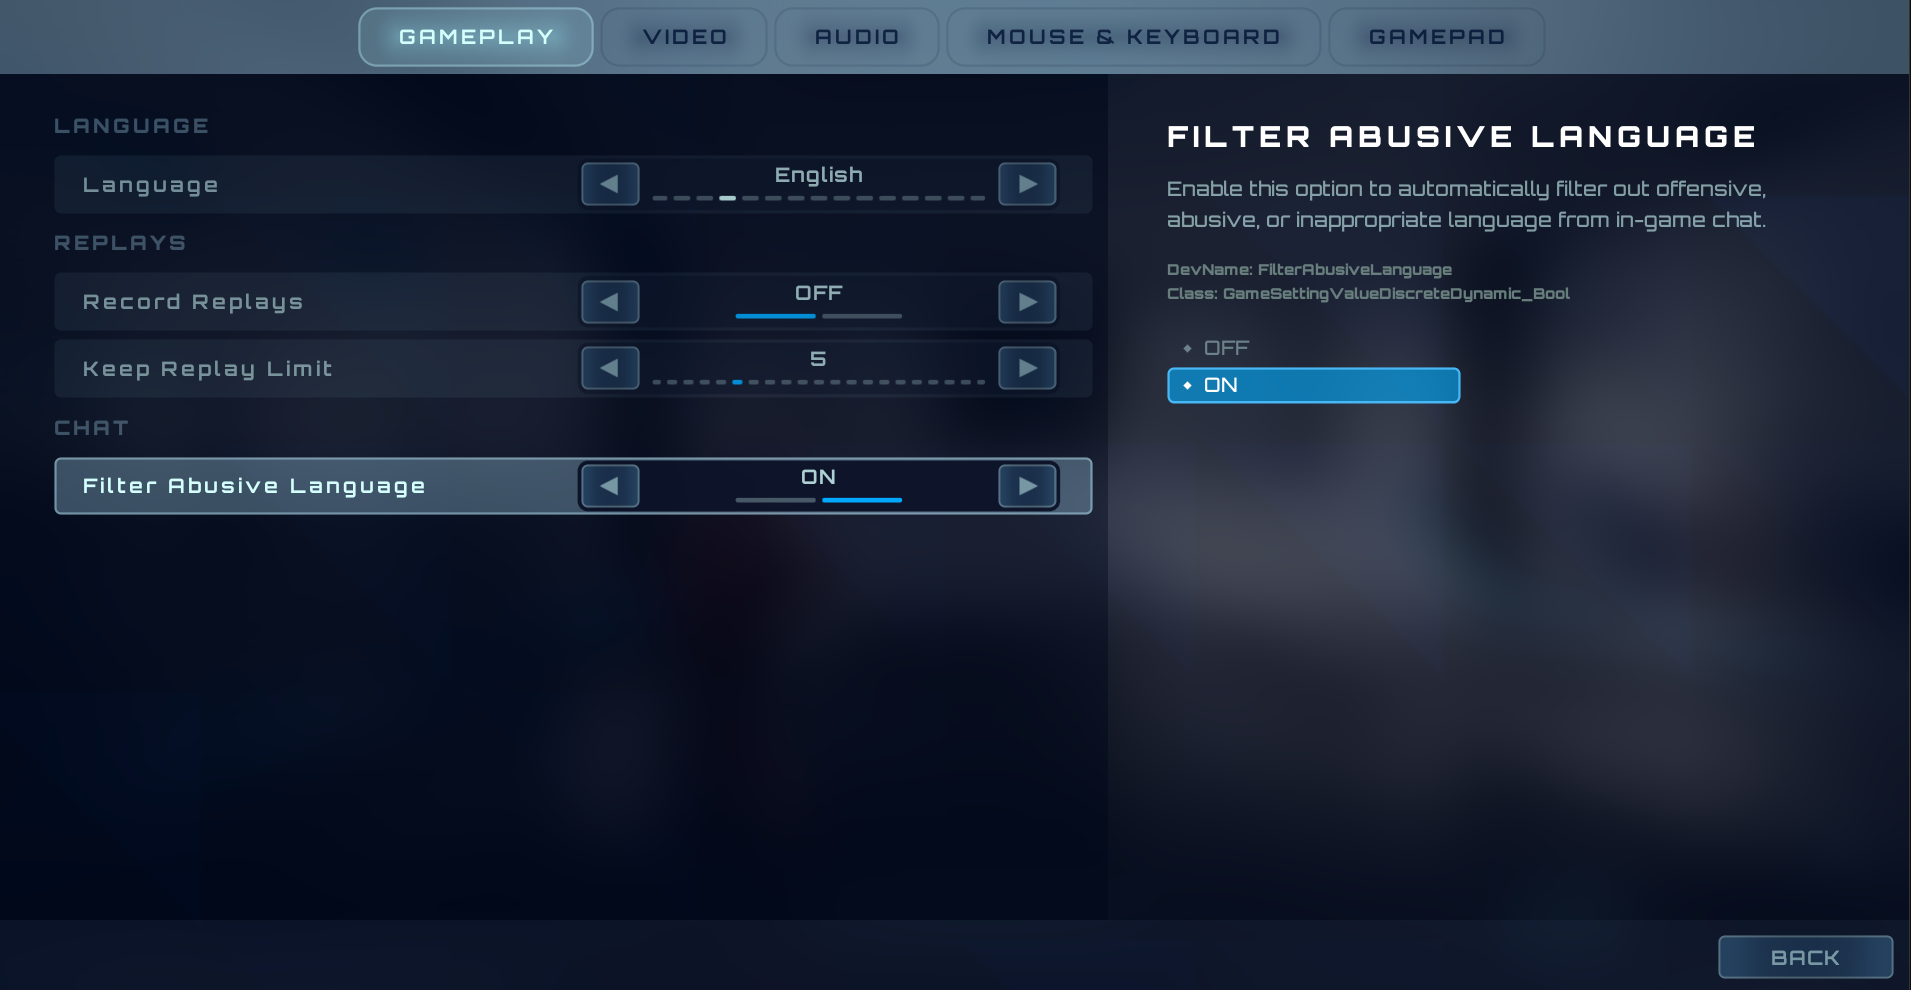 GAMEPLAY
VIDEO
AUDIO
MOUSE & KEYBOARD
GAMEPAD
LANGUAGE
Language
English
REPLAYS
Record Replays
OFF
Keep Replay Limit
5
CHAT
Filter Abusive Language
ON
FILTER ABUSIVE LANGUAGE
Enable this option to automatically filter out offensive,
abusive, or inappropriate language from in-game chat.
DevName: FilterAbusiveLanguage
Class: GameSettingValueDiscreteDynamic_Bool
OFF
ON
BACK